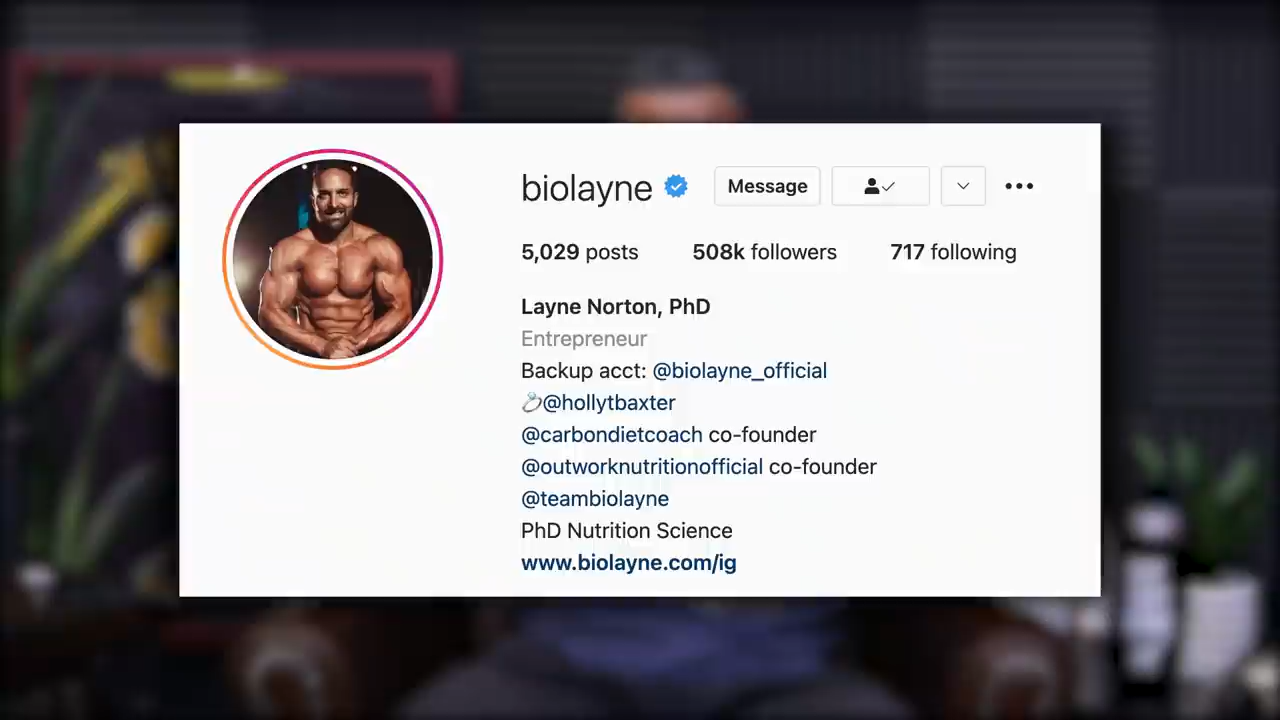 biolayne Message
5,029 posts 508k followers 717 following
Layne Norton, PhD
Entrepreneur
Backup acct: @biolayne_official
💍@hollytbaxter
@carbondietcoach co-founder
@outworknutritionofficial co-founder
@teambiolayne
PhD Nutrition Science
www.biolayne.com/ig